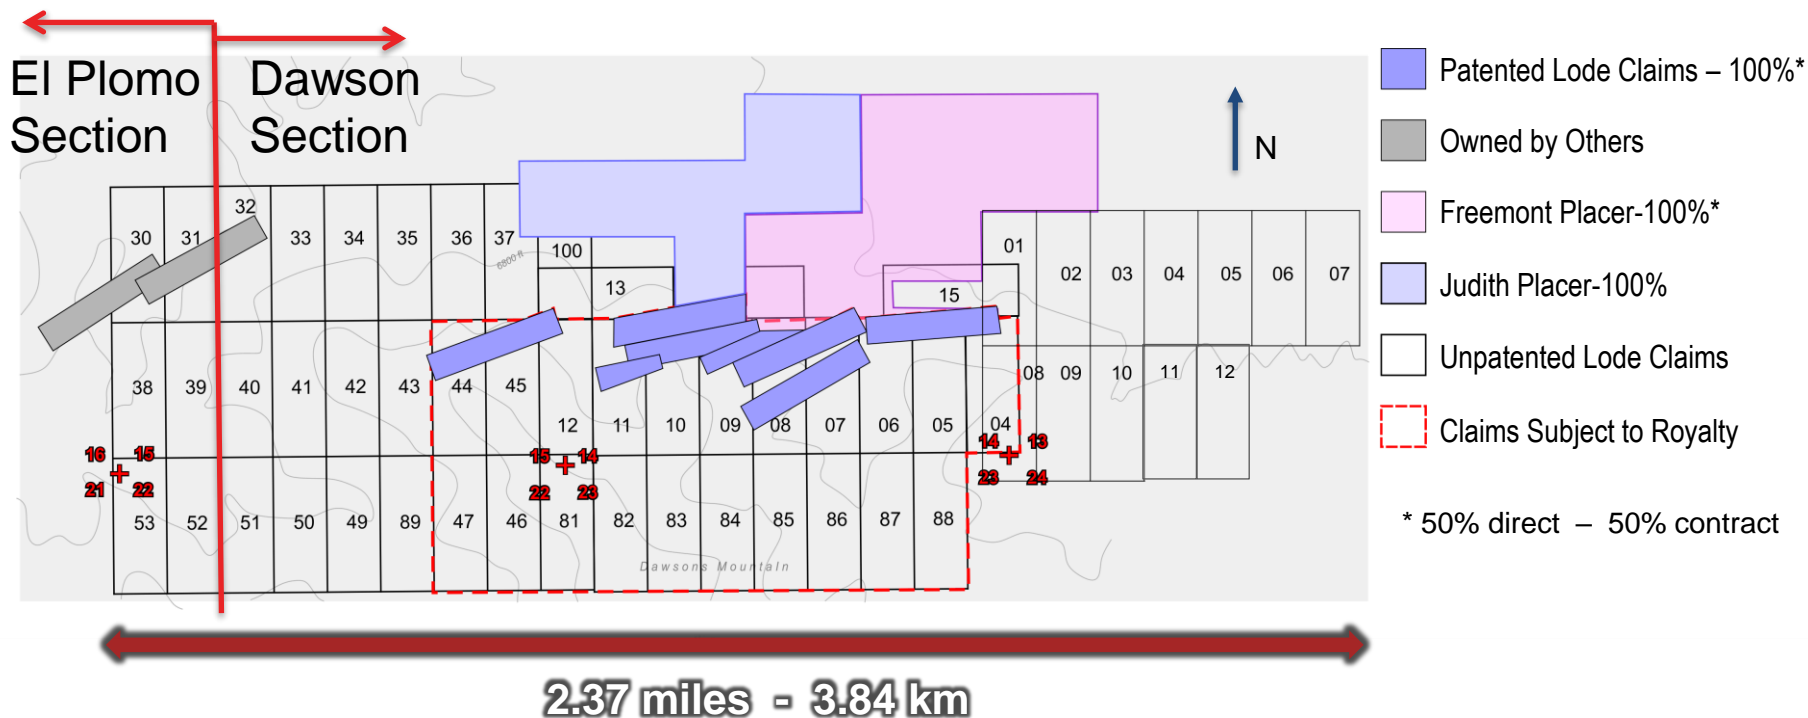 El Plomo
Section
Dawson
Section
N
30 31 32 33 34 35 36 37
6800 ft
100
13
15
01
02 03 04 05 06 07
38 39 40 41 42 43 44 45
12 11 10 09 08 07 06 05 04
08 09 10 11 12
16 15
21 22
15 14
22 23
14 13
23 24
53 52 51 50 49 89 47 46 81 82 83 84 85 86 87 88
Dawsons Mountain
2.37 miles - 3.84 km
Patented Lode Claims – 100%*
Owned by Others
Freemont Placer-100%*
Judith Placer-100%
Unpatented Lode Claims
Claims Subject to Royalty
* 50% direct – 50% contract